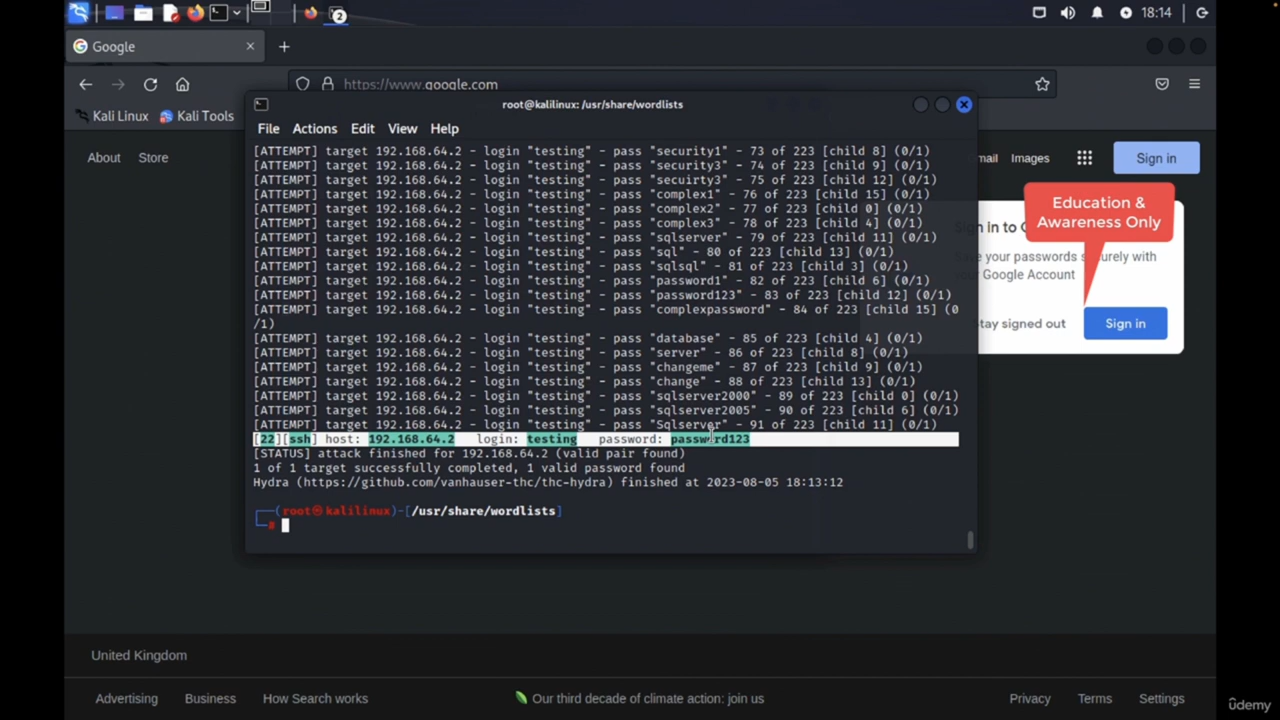 2
18:14
Google
https://www.google.com
Kali Linux
Kali Tools
root@kalilinux: /usr/share/wordlists
File Actions Edit View Help
About Store
Images
Sign in
[ATTEMPT] target 192.168.64.2 - login "testing" - pass "security1" - 73 of 223 [child 8] (0/1)
[ATTEMPT] target 192.168.64.2 - login "testing" - pass "security3" - 74 of 223 [child 9] (0/1)
[ATTEMPT] target 192.168.64.2 - login "testing" - pass "secuirty3" - 75 of 223 [child 12] (0/1)
[ATTEMPT] target 192.168.64.2 - login "testing" - pass "complex1" - 76 of 223 [child 15] (0/1)
[ATTEMPT] target 192.168.64.2 - login "testing" - pass "complex2" - 77 of 223 [child 0] (0/1)
[ATTEMPT] target 192.168.64.2 - login "testing" - pass "complex3" - 78 of 223 [child 4] (0/1)
[ATTEMPT] target 192.168.64.2 - login "testing" - pass "sqlserver" - 79 of 223 [child 11] (0/1)
[ATTEMPT] target 192.168.64.2 - login "testing" - pass "sql" - 80 of 223 [child 13] (0/1)
[ATTEMPT] target 192.168.64.2 - login "testing" - pass "sqlsql" - 81 of 223 [child 3] (0/1)
[ATTEMPT] target 192.168.64.2 - login "testing" - pass "password1" - 82 of 223 [child 6] (0/1)
[ATTEMPT] target 192.168.64.2 - login "testing" - pass "password123" - 83 of 223 [child 12] (0/1)
[ATTEMPT] target 192.168.64.2 - login "testing" - pass "complexpassword" - 84 of 223 [child 15] (0
/1)
[ATTEMPT] target 192.168.64.2 - login "testing" - pass "database" - 85 of 223 [child 4] (0/1)
[ATTEMPT] target 192.168.64.2 - login "testing" - pass "server" - 86 of 223 [child 8] (0/1)
[ATTEMPT] target 192.168.64.2 - login "testing" - pass "changeme" - 87 of 223 [child 9] (0/1)
[ATTEMPT] target 192.168.64.2 - login "testing" - pass "change" - 88 of 223 [child 13] (0/1)
[ATTEMPT] target 192.168.64.2 - login "testing" - pass "sqlserver2000" - 89 of 223 [child 0] (0/1)
[ATTEMPT] target 192.168.64.2 - login "testing" - pass "sqlserver2005" - 90 of 223 [child 6] (0/1)
[ATTEMPT] target 192.168.64.2 - login "testing" - pass "Sqlserver" - 91 of 223 [child 11] (0/1)
[22][ssh] host: 192.168.64.2 login: testing password: password123
[STATUS] attack finished for 192.168.64.2 (valid pair found)
1 of 1 target successfully completed, 1 valid password found
Hydra (https://github.com/vanhauser-thc/thc-hydra) finished at 2023-08-05 18:13:12
(root㉿kalilinux)-[/usr/share/wordlists]
#
Education &
Awareness Only
in to
your passwords securely with
Google Account
Stay signed out
Sign in
United Kingdom
Advertising Business How Search works
Our third decade of climate action: join us
Privacy Terms Settings
ûdemy